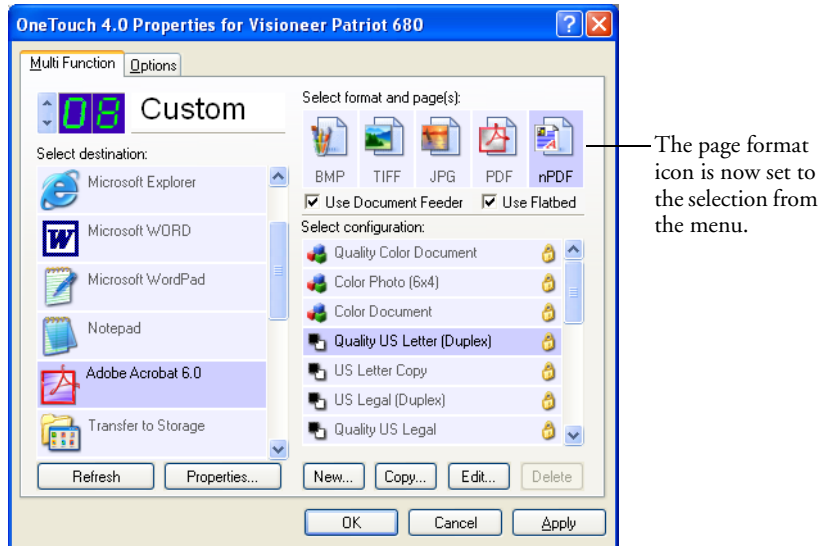 OneTouch 4.0 Properties for Visioneer Patriot 680
Multi Function
Options
08
Custom
Select destination:
Microsoft Explorer
Microsoft WORD
Microsoft WordPad
Notepad
Adobe Acrobat 6.0
Transfer to Storage
Refresh
Properties...
Select format and page(s):
BMP
TIFF
JPG
PDF
nPDF
Use Document Feeder
Use Flatbed
Select configuration:
Quality Color Document
Color Photo (6x4)
Color Document
Quality US Letter (Duplex)
US Letter Copy
US Legal (Duplex)
Quality US Legal
New...
Copy...
Edit...
Delete
OK
Cancel
Apply
The page format
icon is now set to
the selection from
the menu.